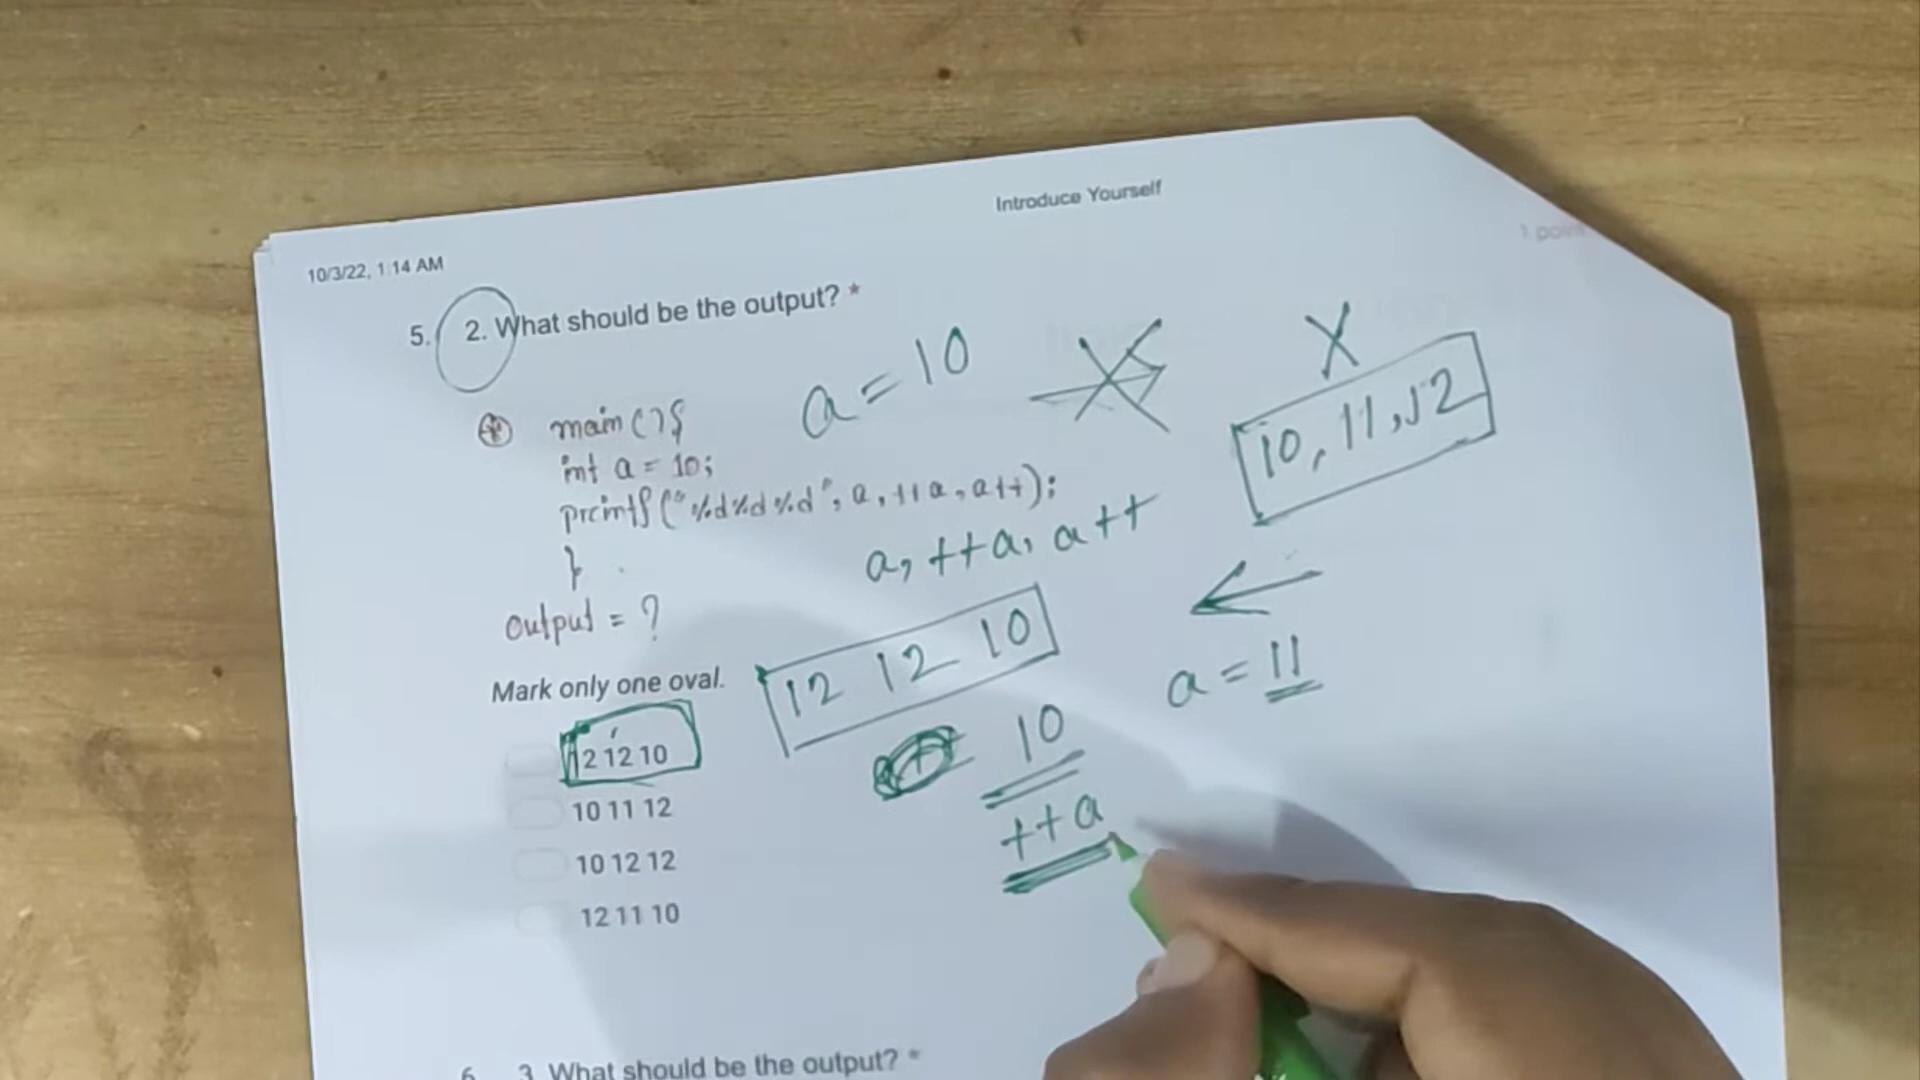 Introduce Yourself
10/3/22, 1:14 AM
1 point
5. 2. What should be the output? *
a = 10
X
10, 11, 12
main(){
int a = 10;
printf("%d%d%d", a, ++a, a++);
}
a, ++a, a++
output = ?
12 12 10
a = 11
Mark only one oval.
12 12 10
10
10 11 12
++a
10 12 12
12 11 10
6. 3. What should be the output? *